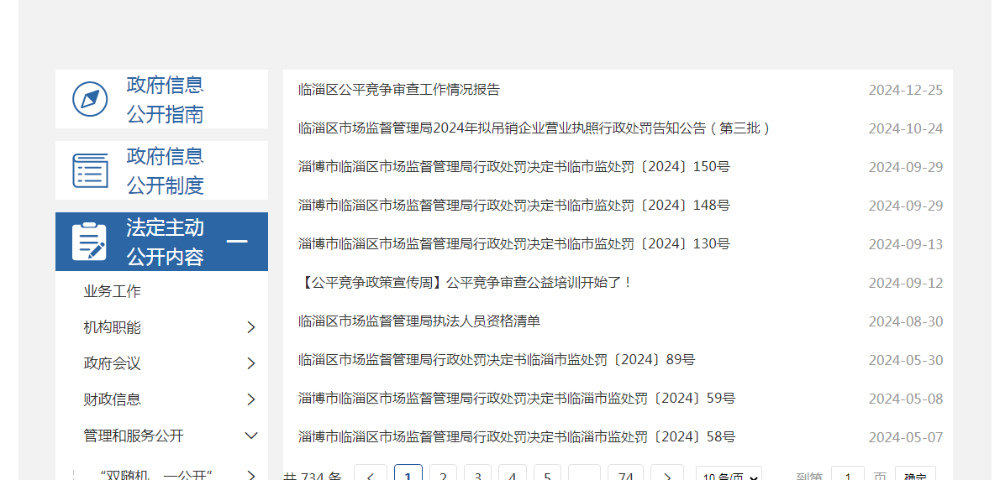 政府信息
公开指南
政府信息
公开制度
法定主动
公开内容
业务工作
机构职能
政府会议
财政信息
管理和服务公开
“双随机、一公开”
临淄区公平竞争审查工作情况报告 2024-12-25
临淄区市场监督管理局2024年拟吊销企业营业执照行政处罚告知公告（第三批） 2024-10-24
淄博市临淄区市场监督管理局行政处罚决定书临市监处罚〔2024〕150号 2024-09-29
淄博市临淄区市场监督管理局行政处罚决定书临市监处罚〔2024〕148号 2024-09-29
淄博市临淄区市场监督管理局行政处罚决定书临市监处罚〔2024〕130号 2024-09-13
【公平竞争政策宣传周】公平竞争审查公益培训开始了！ 2024-09-12
临淄区市场监督管理局执法人员资格清单 2024-08-30
临淄区市场监督管理局行政处罚决定书临淄市监处罚〔2024〕89号 2024-05-30
淄博市临淄区市场监督管理局行政处罚决定书临淄市监处罚〔2024〕59号 2024-05-08
淄博市临淄区市场监督管理局行政处罚决定书临淄市监处罚〔2024〕58号 2024-05-07
共 734 条 1 2 3 4 5 74 10 条/页 到第 1 页 确定